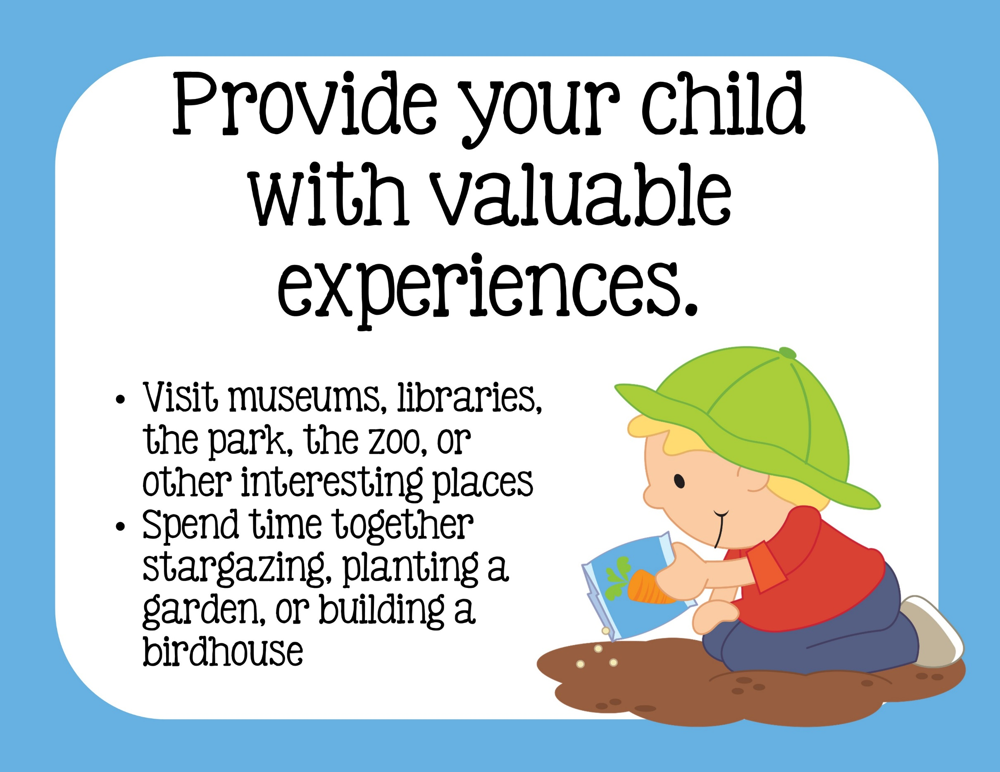 Provide your child
with valuable
experiences.
• Visit museums, libraries,
the park, the zoo, or
other interesting places
• Spend time together
stargazing, planting a
garden, or building a
birdhouse